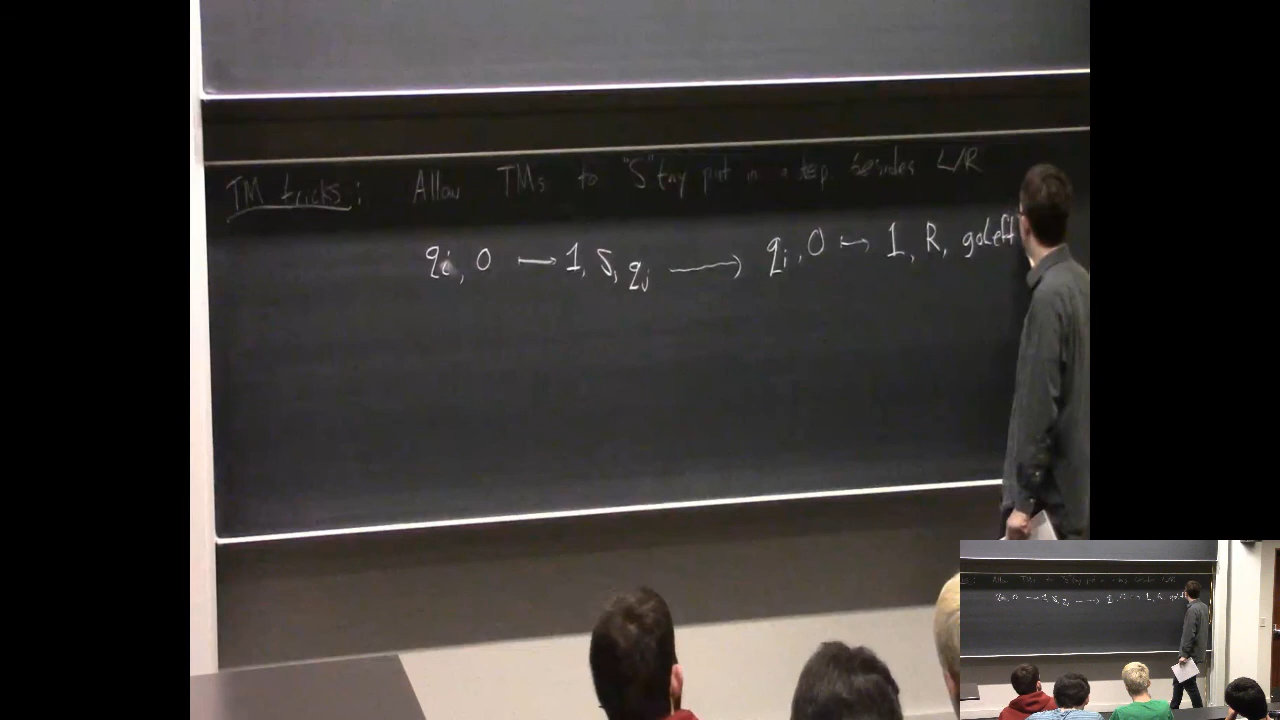 TM tricks: Allow TMs to "S"tay put in a step besides L/R
qi, 0 → 1, S, qj ⟶ qi, 0 ↦ 1, R, goLeft